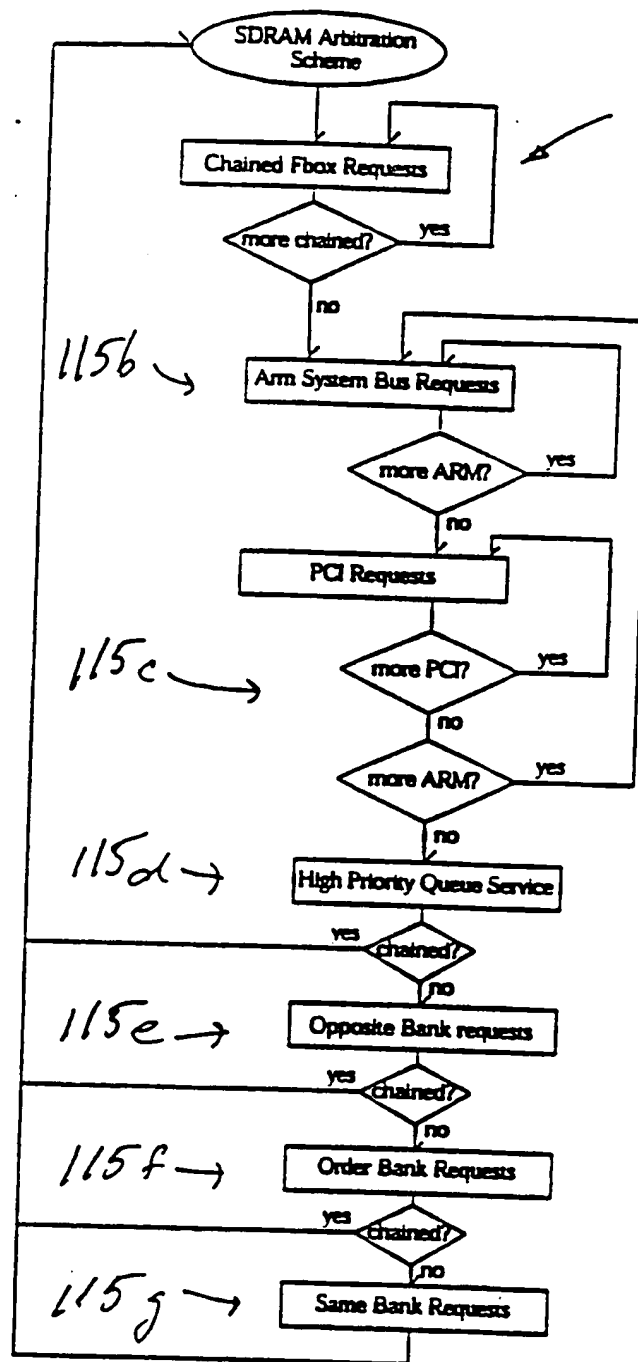 SDRAM Arbitration
Scheme
Chained Fbox Requests
more chained?
yes
no
115b
Arm System Bus Requests
more ARM?
yes
no
PCI Requests
115c
more PCI?
yes
no
more ARM?
yes
no
115d
High Priority Queue Service
yes
chained?
no
115e
Opposite Bank requests
yes
chained?
no
115f
Order Bank Requests
yes
chained?
no
115g
Same Bank Requests